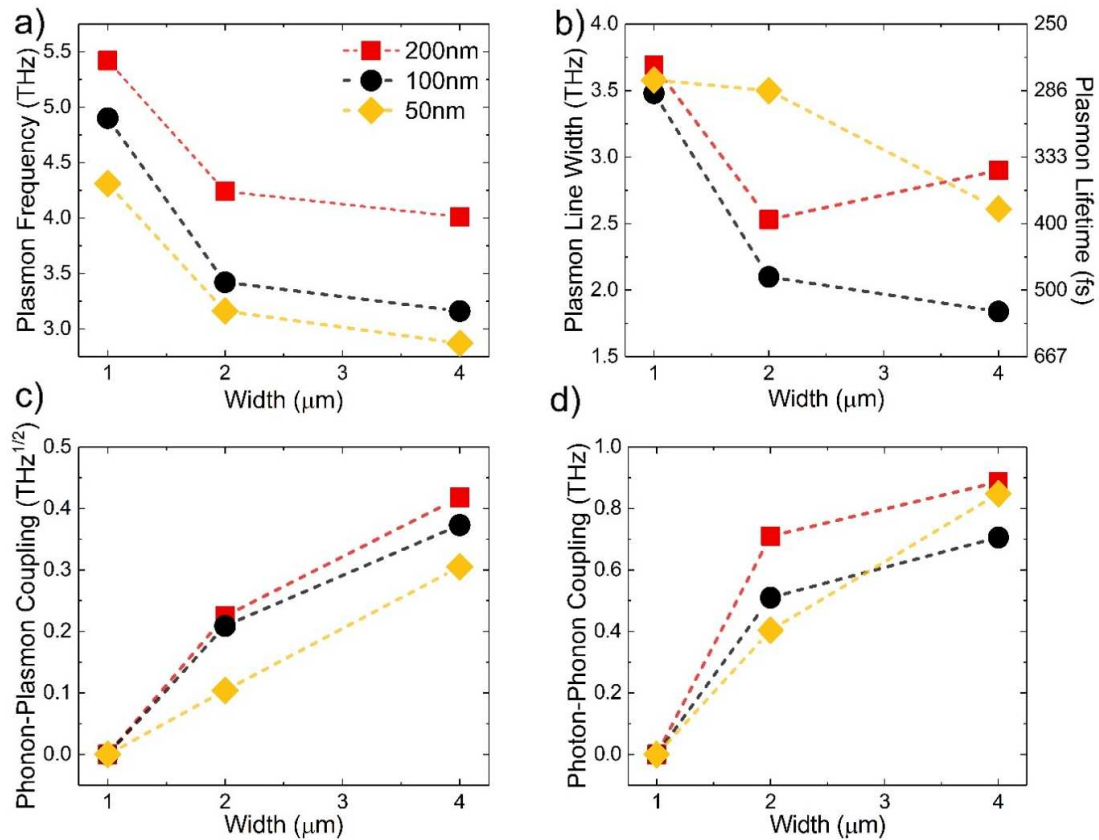 a)
Plasmon Frequency (THz)
5.5
5.0
4.5
4.0
3.5
3.0
200nm
100nm
50nm
1 2 3 4
Width (μm)
b)
Plasmon Line Width (THz)
4.0
3.5
3.0
2.5
2.0
1.5
250
286
333
400
500
667
Plasmon Lifetime (fs)
1 2 3 4
Width (μm)
c)
Phonon-Plasmon Coupling (THz^1/2)
0.5
0.4
0.3
0.2
0.1
0.0
1 2 3 4
Width (μm)
d)
Photon-Phonon Coupling (THz)
1.0
0.8
0.6
0.4
0.2
0.0
1 2 3 4
Width (μm)